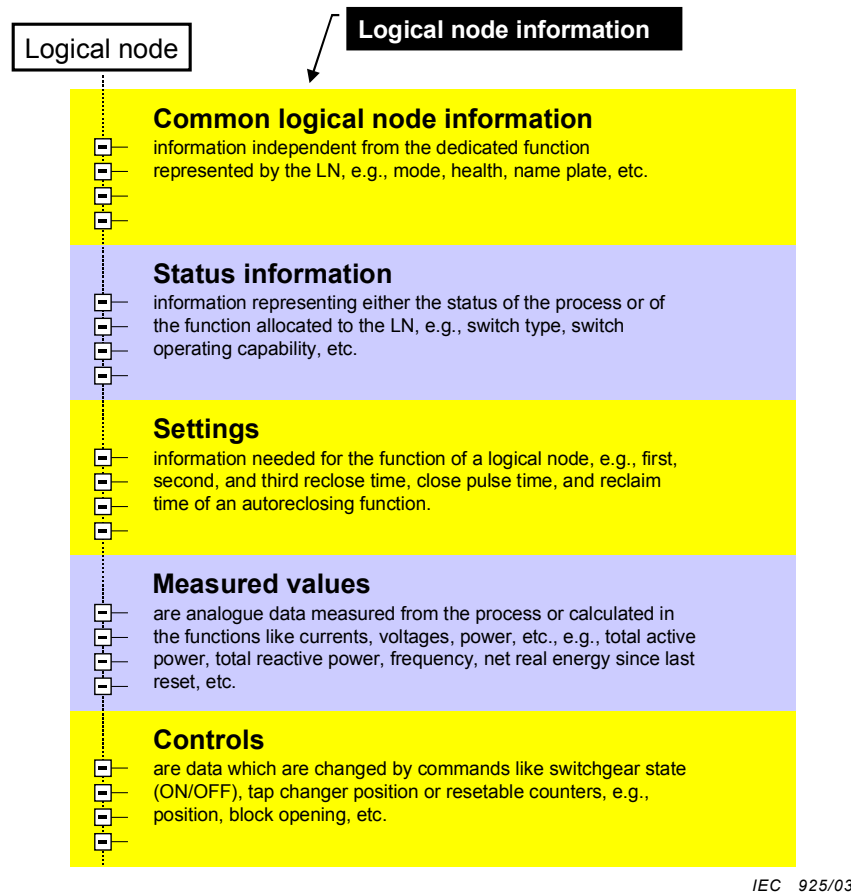 Logical node information
Logical node
Common logical node information
information independent from the dedicated function
represented by the LN, e.g., mode, health, name plate, etc.
Status information
information representing either the status of the process or of
the function allocated to the LN, e.g., switch type, switch
operating capability, etc.
Settings
information needed for the function of a logical node, e.g., first,
second, and third reclose time, close pulse time, and reclaim
time of an autoreclosing function.
Measured values
are analogue data measured from the process or calculated in
the functions like currents, voltages, power, etc., e.g., total active
power, total reactive power, frequency, net real energy since last
reset, etc.
Controls
are data which are changed by commands like switchgear state
(ON/OFF), tap changer position or resetable counters, e.g.,
position, block opening, etc.
IEC 925/03